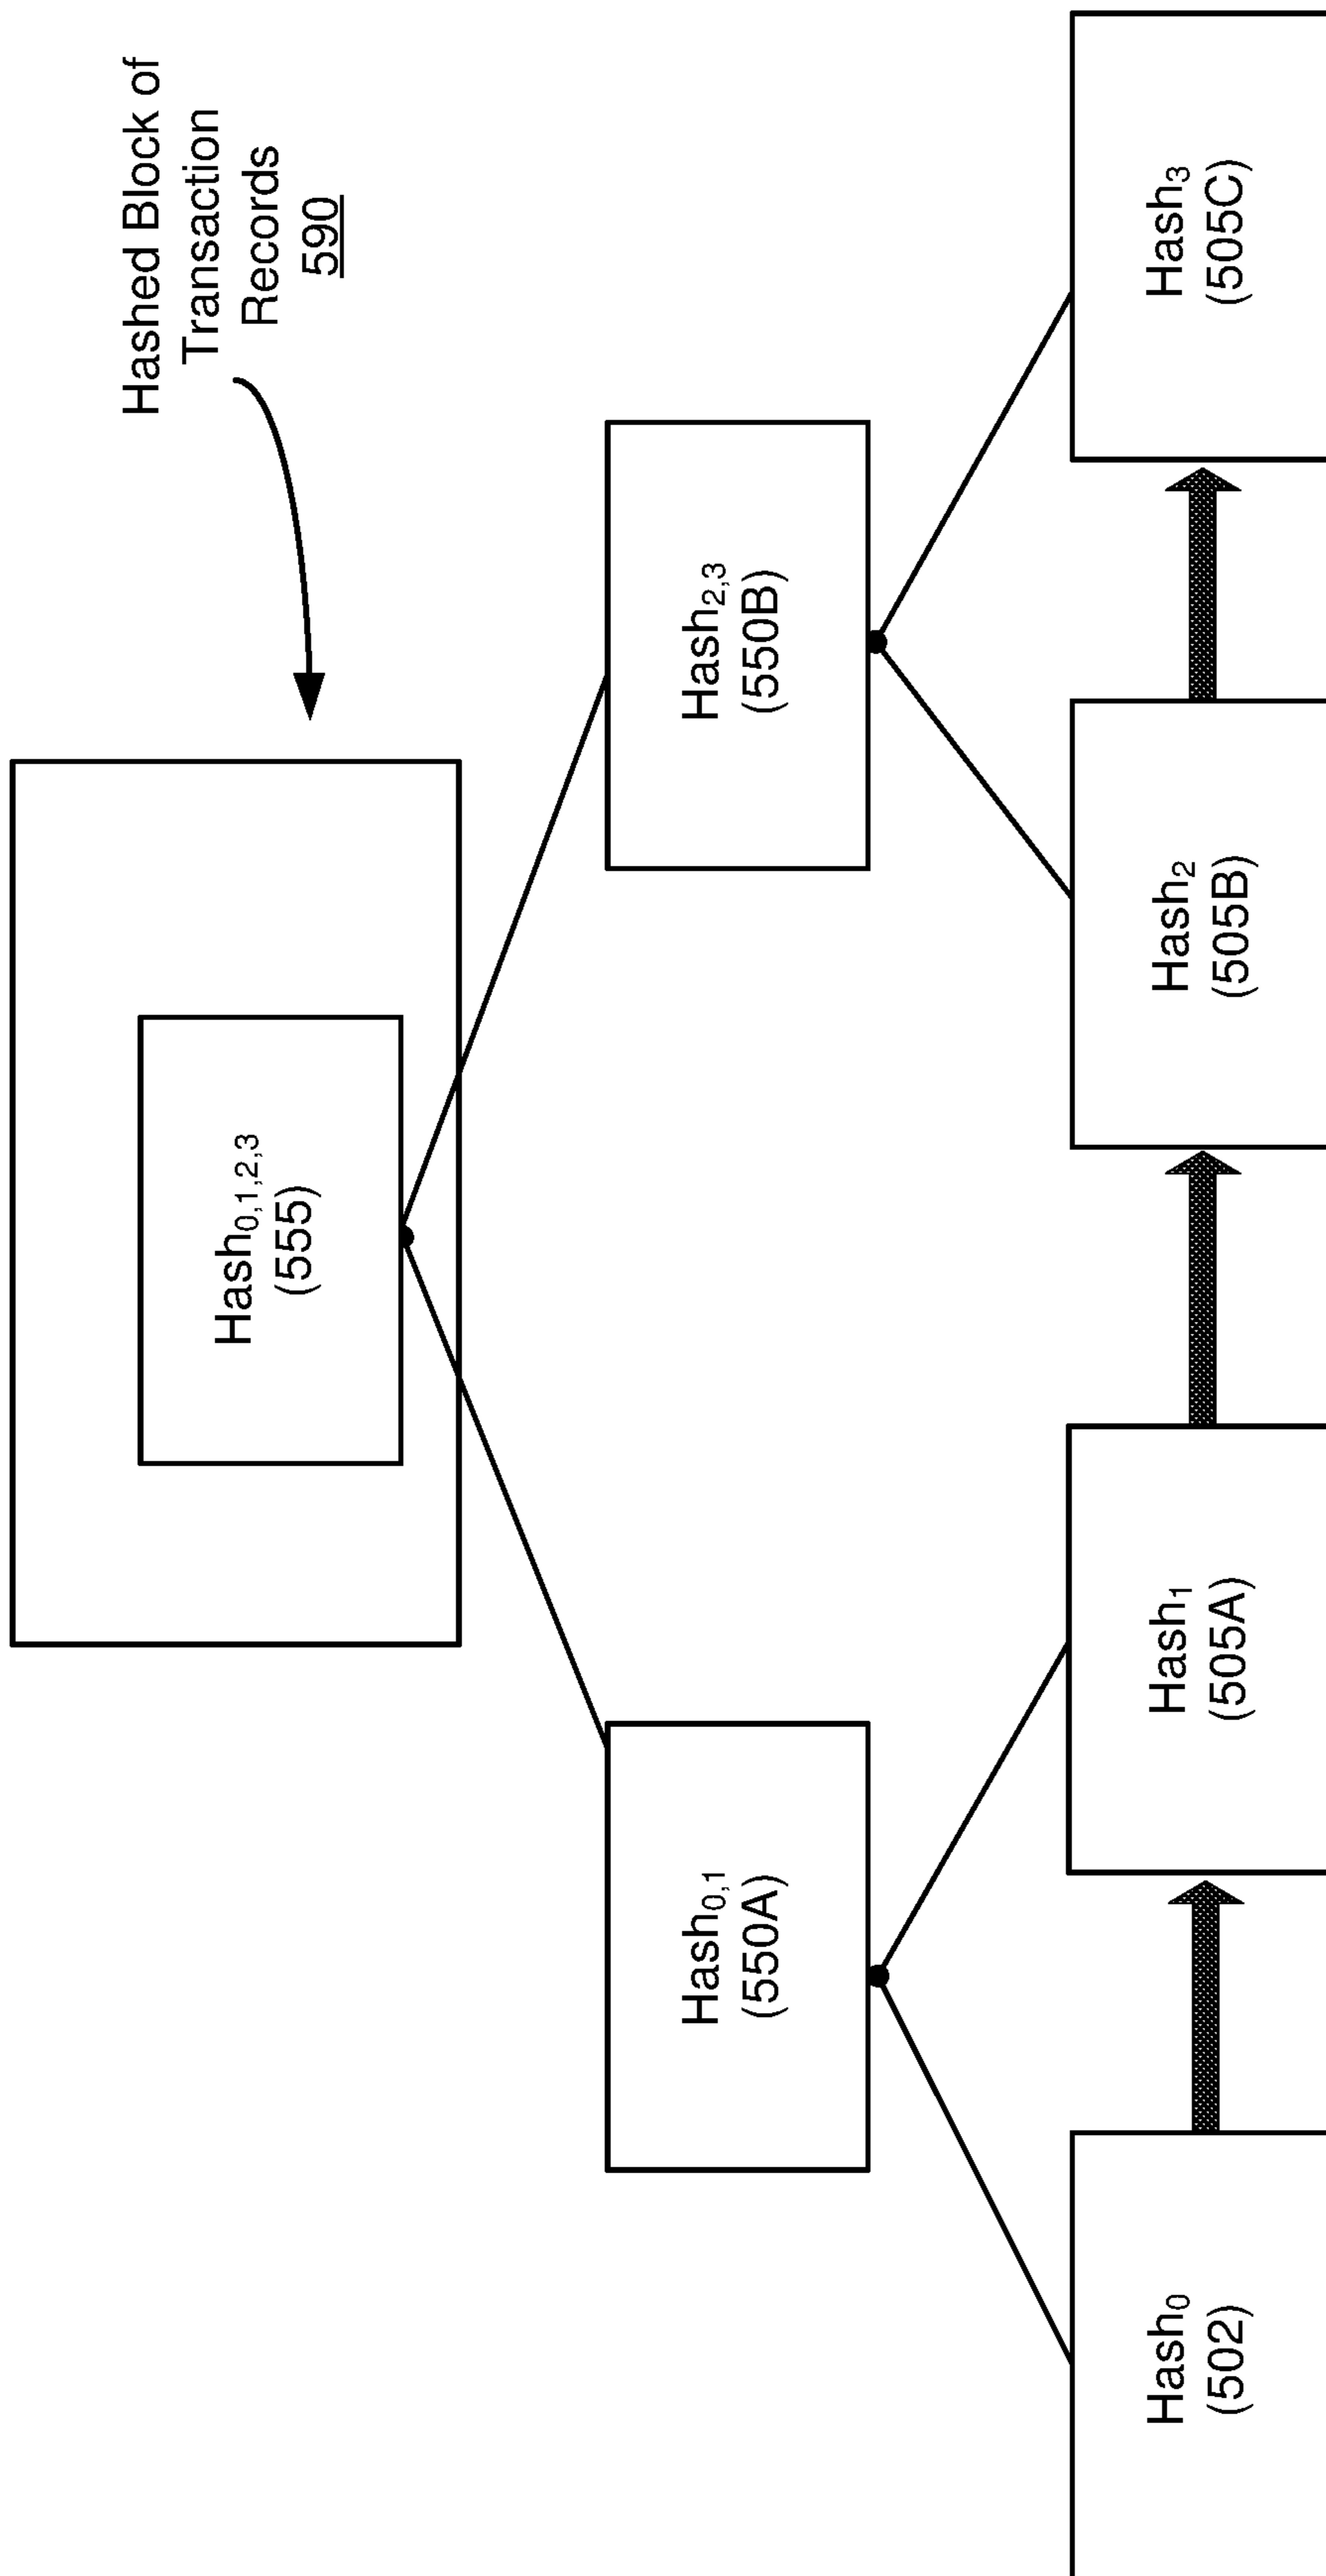 Hashed Block of
Transaction
Records
590
Hash0,1,2,3
(555)
Hash0,1
(550A)
Hash2,3
(550B)
Hash0
(502)
Hash1
(505A)
Hash2
(505B)
Hash3
(505C)